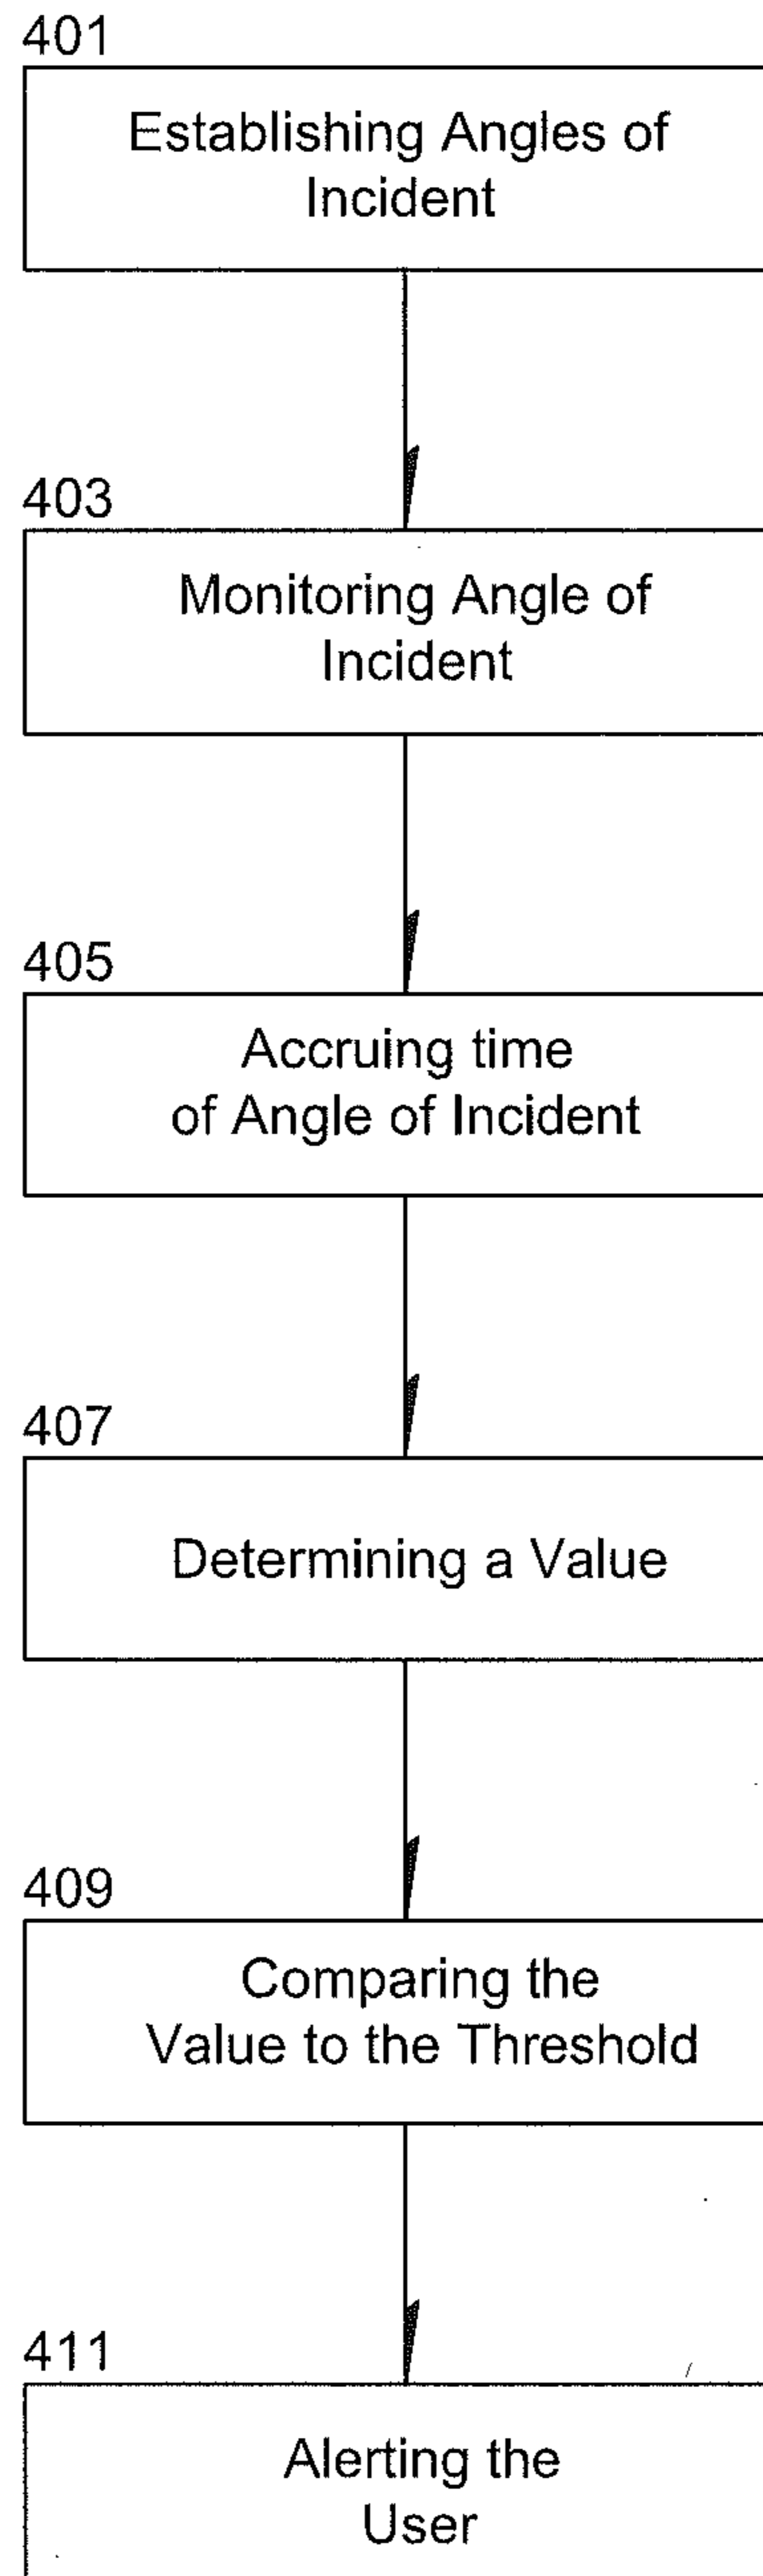 401
Establishing Angles of
Incident
403
Monitoring Angle of
Incident
405
Accruing time
of Angle of Incident
407
Determining a Value
409
Comparing the
Value to the Threshold
411
Alerting the
User